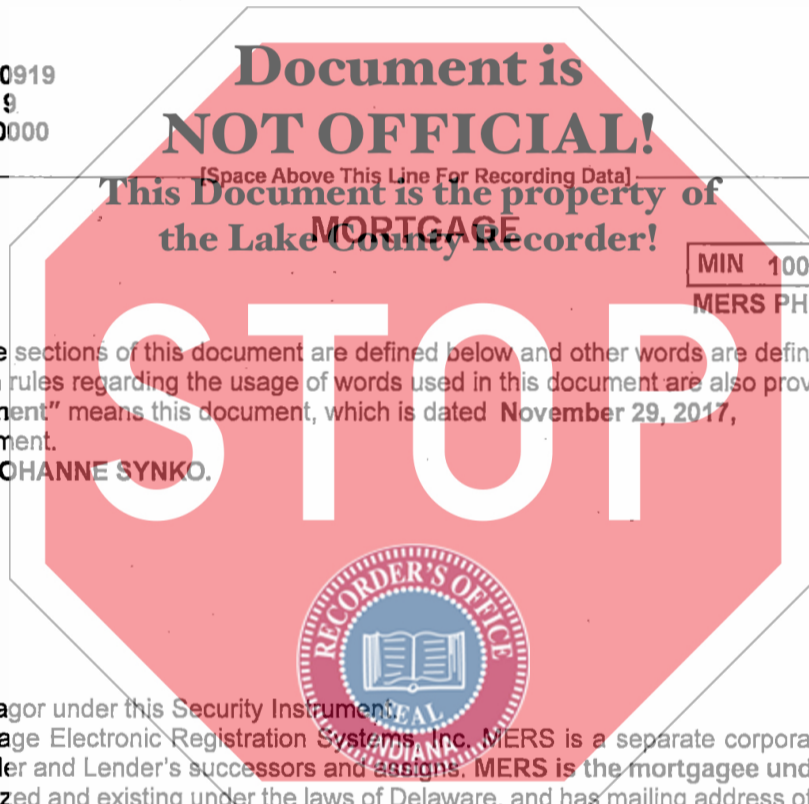 0919
9
0000
Document is
NOT OFFICIAL!
[Space Above This Line For Recording Data]
This Document is the property of
MORTGAGE
the Lake County Recorder!
MIN 100
MERS PH
STOP
e sections of this document are defined below and other words are defin
rules regarding the usage of words used in this document are also prov
ment" means this document, which is dated November 29, 2017,
ment.
OHANNE SYNKO.
RECORDER'S OFFICE
SEAL
INDIANA
agor under this Security Instrument.
age Electronic Registration Systems, Inc. MERS is a separate corpora
der and Lender's successors and assigns. MERS is the mortgagee und
zed and existing under the laws of Delaware, and has mailing address of